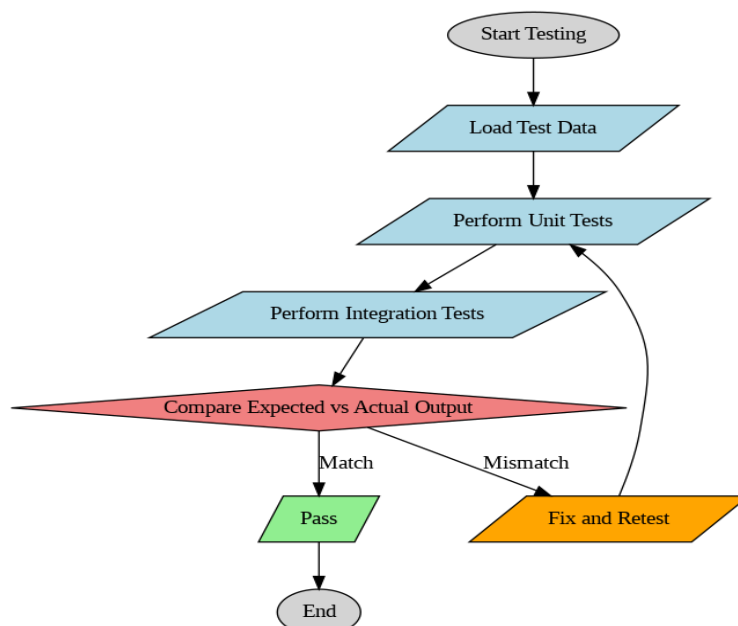 Start Testing
Load Test Data
Perform Unit Tests
Perform Integration Tests
Compare Expected vs Actual Output
Match
Mismatch
Pass
Fix and Retest
End